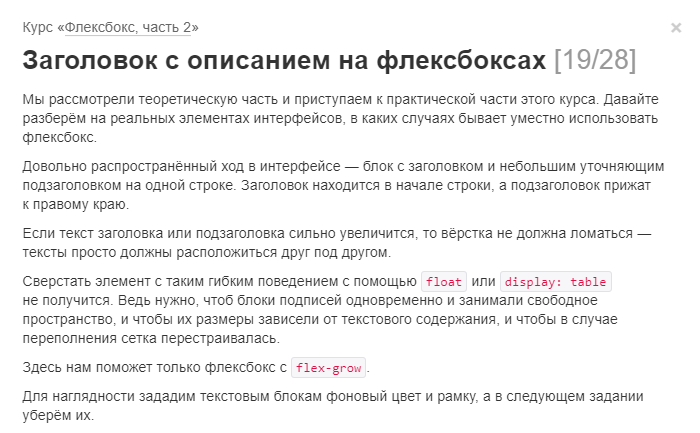 Курс «Флексбокс, часть 2»
×
Заголовок с описанием на флексбоксах [19/28]
Мы рассмотрели теоретическую часть и приступаем к практической части этого курса. Давайте
разберём на реальных элементах интерфейсов, в каких случаях бывает уместно использовать
флексбокс.
Довольно распространённый ход в интерфейсе — блок с заголовком и небольшим уточняющим
подзаголовком на одной строке. Заголовок находится в начале строки, а подзаголовок прижат
к правому краю.
Если текст заголовка или подзаголовка сильно увеличится, то вёрстка не должна ломаться —
тексты просто должны расположиться друг под другом.
Сверстать элемент с таким гибким поведением с помощью float или display: table
не получится. Ведь нужно, чтоб блоки подписей одновременно и занимали свободное
пространство, и чтобы их размеры зависели от текстового содержания, и чтобы в случае
переполнения сетка перестраивалась.
Здесь нам поможет только флексбокс с flex-grow.
Для наглядности зададим текстовым блокам фоновый цвет и рамку, а в следующем задании
уберём их.